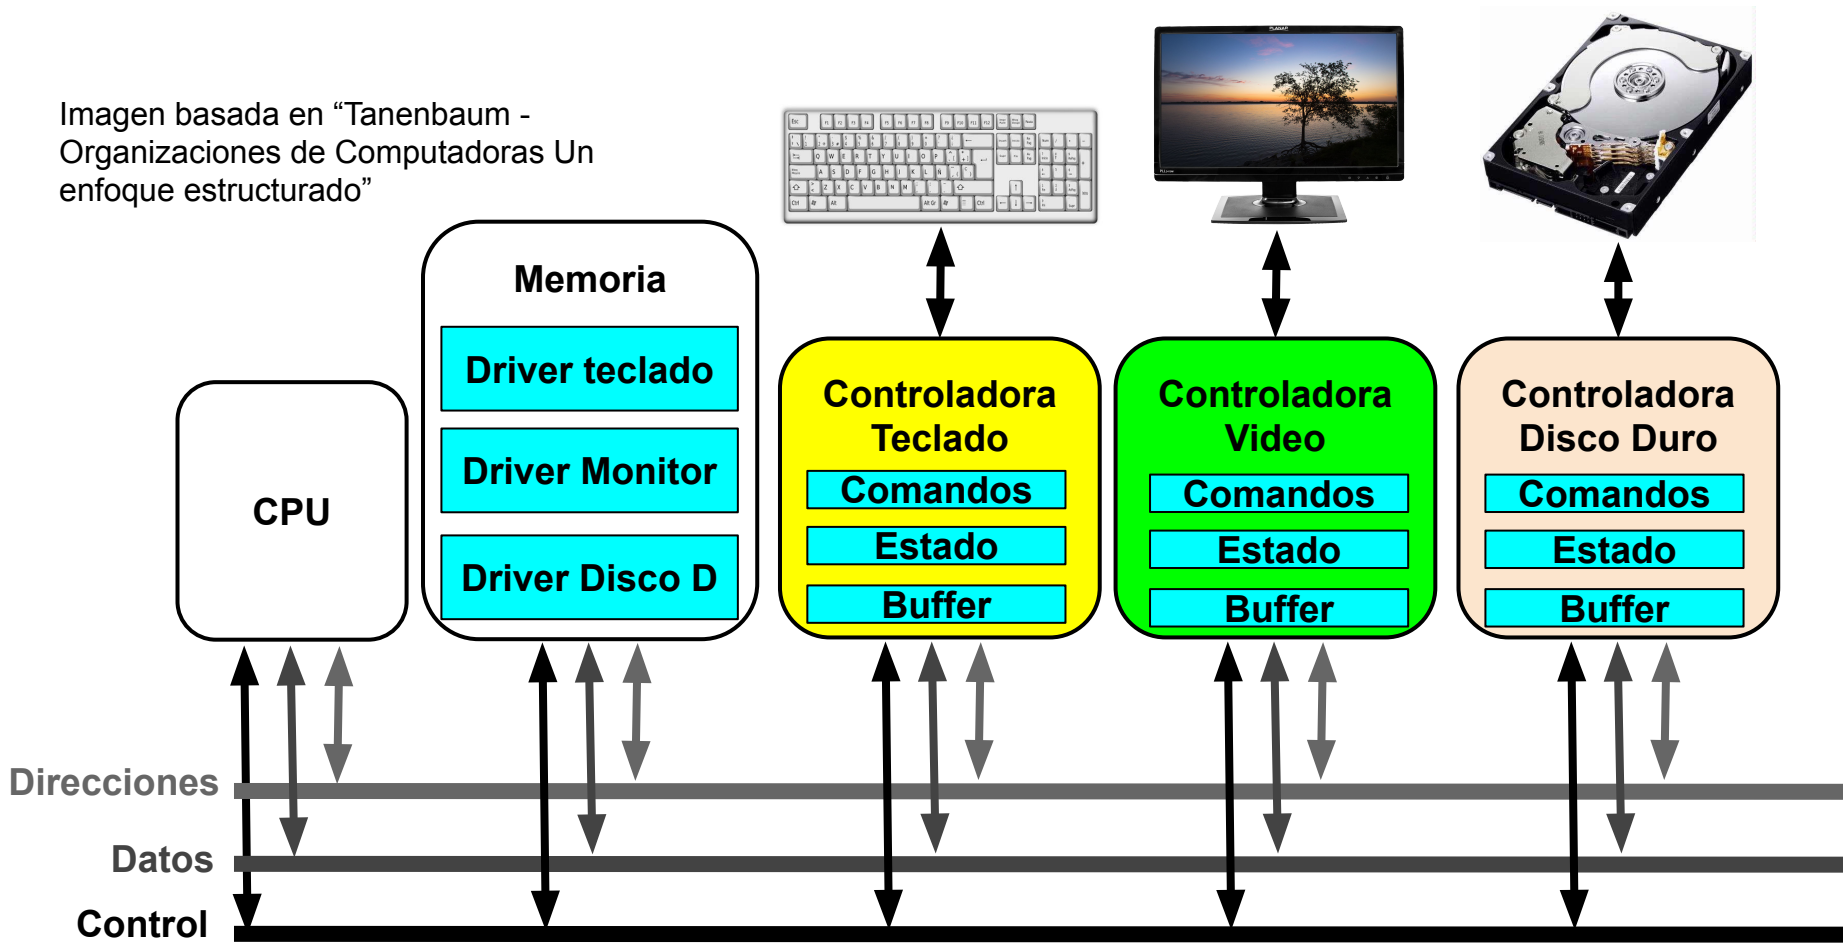 Imagen basada en “Tanenbaum -
Organizaciones de Computadoras Un
enfoque estructurado”
Memoria
Driver teclado
Driver Monitor
Driver Disco D
CPU
Controladora
Teclado
Comandos
Estado
Buffer
Controladora
Video
Comandos
Estado
Buffer
Controladora
Disco Duro
Comandos
Estado
Buffer
Direcciones
Datos
Control